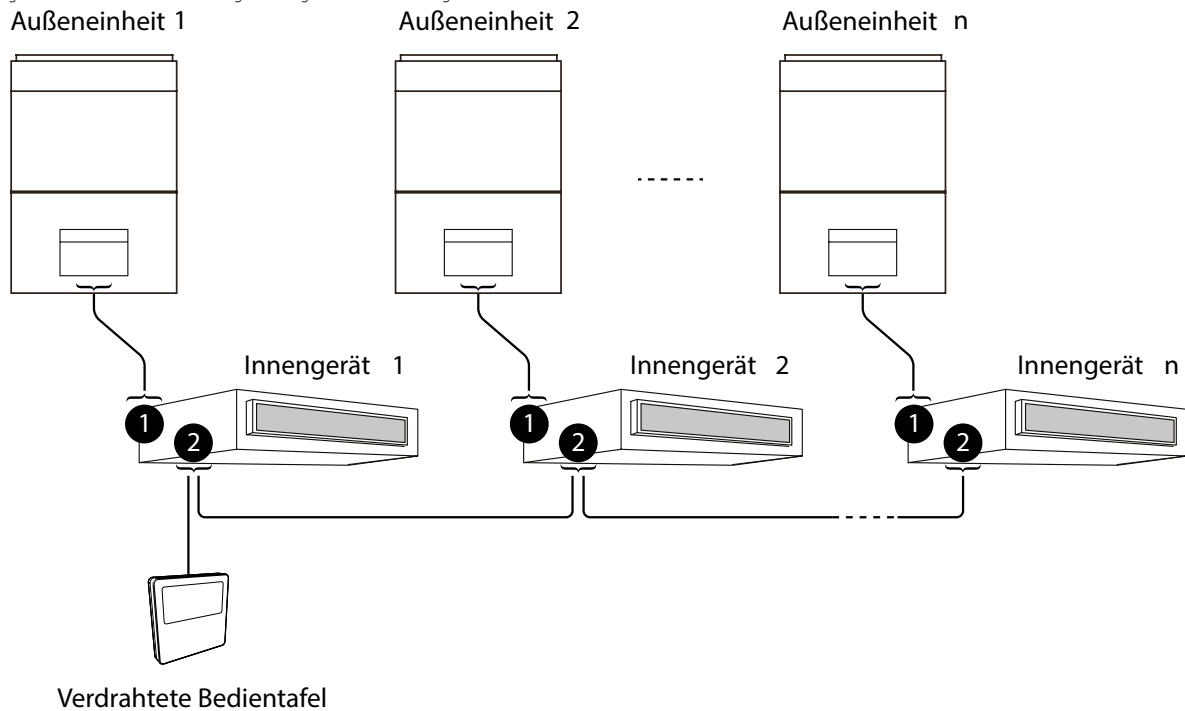 Außeneinheit 1
Außeneinheit 2
Außeneinheit n
Innengerät 1
Innengerät 2
Innengerät n
1
2
1
2
1
2
Verdrahtete Bedientafel